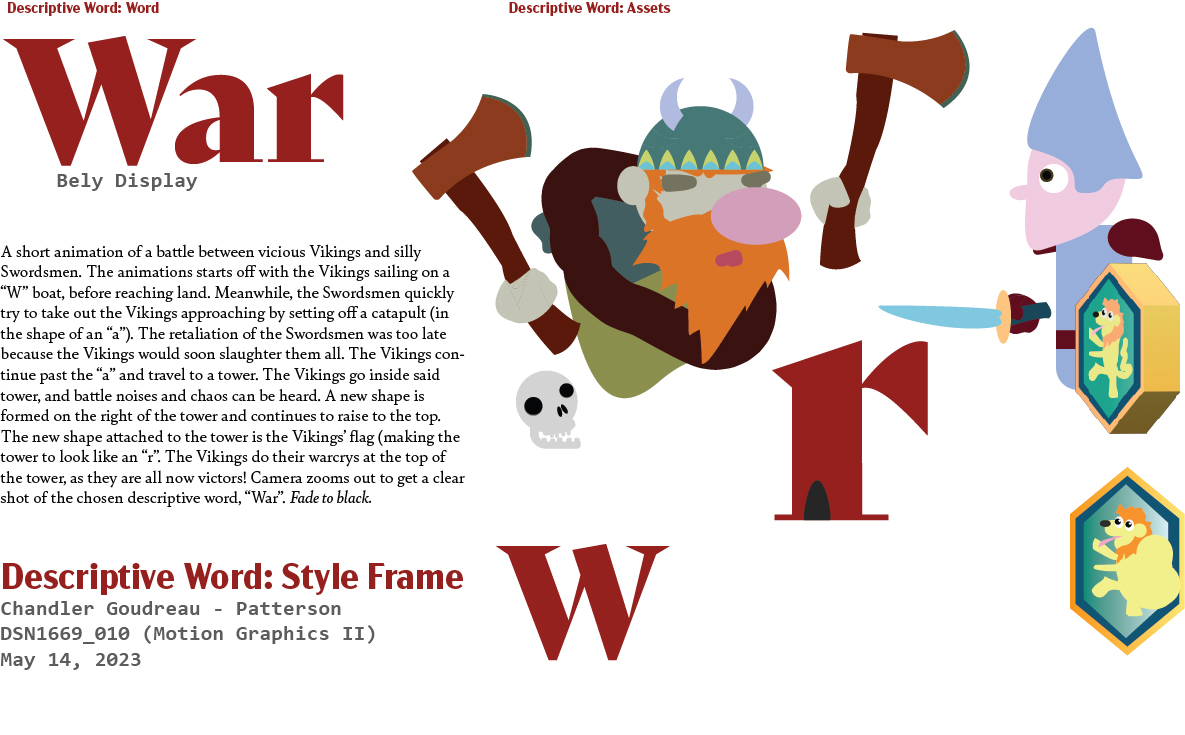 Descriptive Word: Word
War
Bely Display
A short animation of a battle between vicious Vikings and silly
Swordsmen. The animations starts off with the Vikings sailing on a
“W” boat, before reaching land. Meanwhile, the Swordsmen quickly
try to take out the Vikings approaching by setting off a catapult (in
the shape of an “a”). The retaliation of the Swordsmen was too late
because the Vikings would soon slaughter them all. The Vikings con-
tinue past the “a” and travel to a tower. The Vikings go inside said
tower, and battle noises and chaos can be heard. A new shape is
formed on the right of the tower and continues to raise to the top.
The new shape attached to the tower is the Vikings’ flag (making the
tower to look like an “r”. The Vikings do their warcrys at the top of
the tower, as they are all now victors! Camera zooms out to get a clear
shot of the chosen descriptive word, “War”. Fade to black.
Descriptive Word: Style Frame
Chandler Goudreau - Patterson
DSN1669_010 (Motion Graphics II)
May 14, 2023
Descriptive Word: Assets
r
W